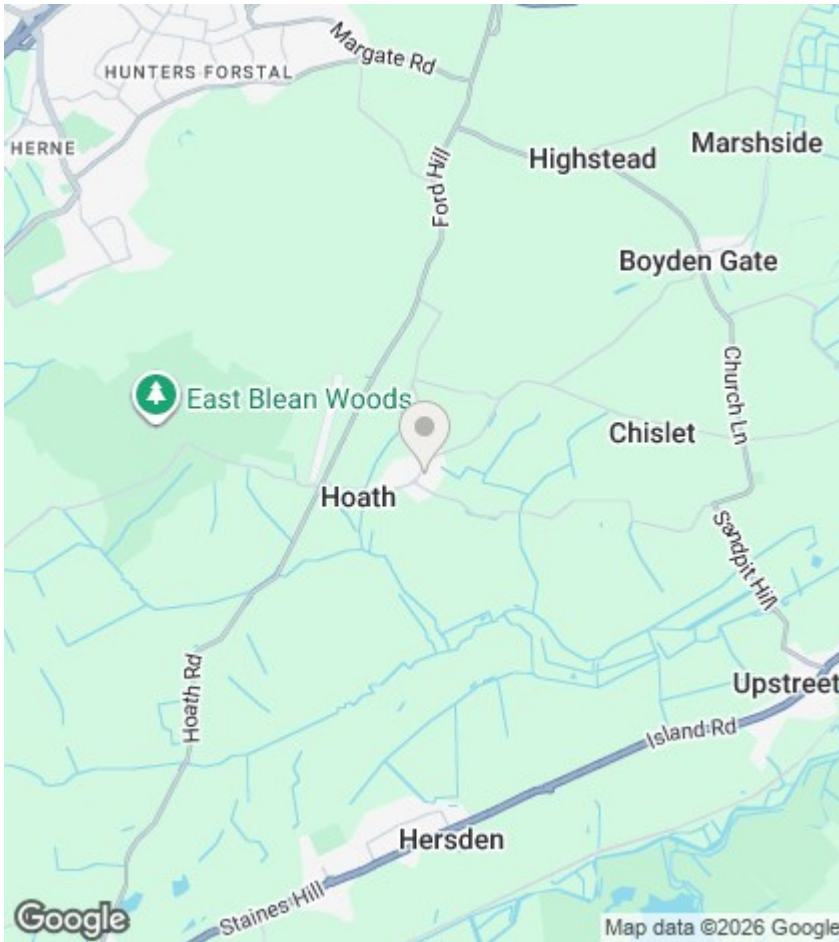 Margate Rd
HUNTERS FORSTAL
HERNE
Highstead
Marshside
Ford Hill
Boyden Gate
East Blean Woods
Church Ln
Chislet
Hoath
Sandpit Hill
Hoath Rd
Upstreet
Island Rd
Hersden
Staines Hill
Google
Map data ©2026 Google